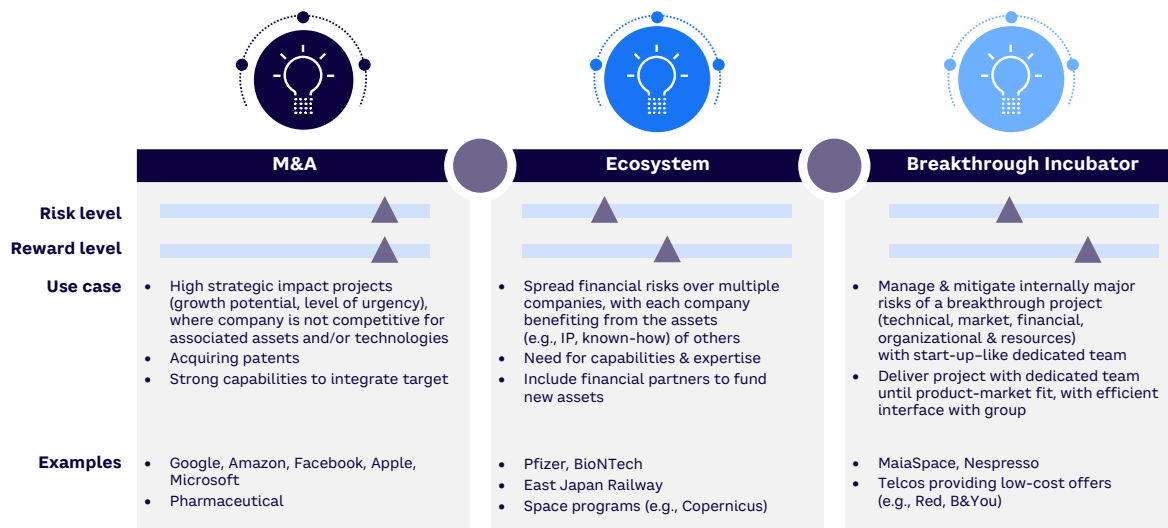 M&A
Ecosystem
Breakthrough Incubator
Risk level
Reward level
Use case
• High strategic impact projects
(growth potential, level of urgency),
where company is not competitive for
associated assets and/or technologies
• Acquiring patents
• Strong capabilities to integrate target
• Spread financial risks over multiple
companies, with each company
benefiting from the assets
(e.g., IP, known-how) of others
• Need for capabilities & expertise
• Include financial partners to fund
new assets
• Manage & mitigate internally major
risks of a breakthrough project
(technical, market, financial,
organizational & resources)
with start-up–like dedicated team
• Deliver project with dedicated team
until product-market fit, with efficient
interface with group
Examples
• Google, Amazon, Facebook, Apple,
Microsoft
• Pharmaceutical
• Pfizer, BioNTech
• East Japan Railway
• Space programs (e.g., Copernicus)
• MaiaSpace, Nespresso
• Telcos providing low-cost offers
(e.g., Red, B&You)